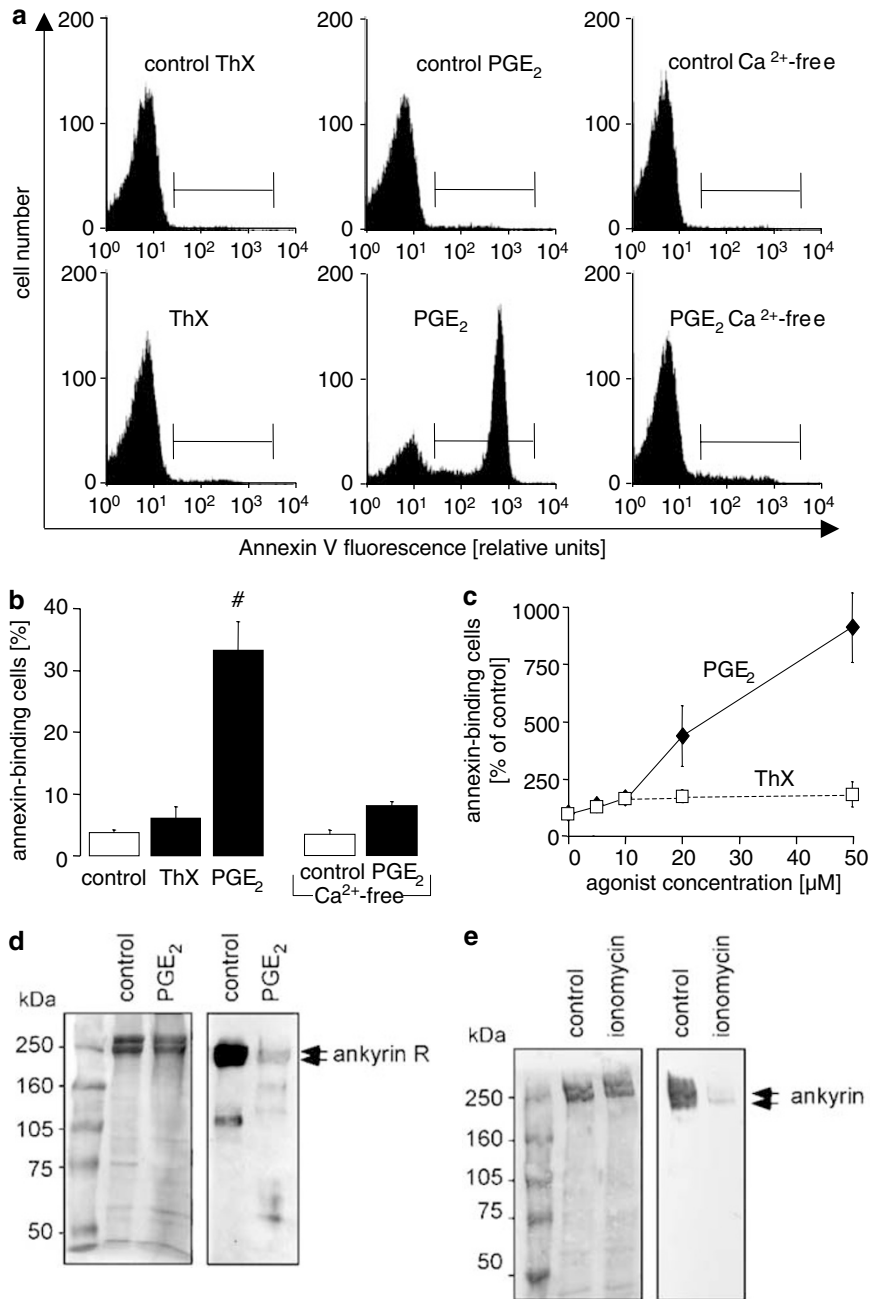 a
cell number
200
100
0
control ThX
10⁰ 10¹ 10² 10³ 10⁴
200
100
0
control PGE₂
10⁰ 10¹ 10² 10³ 10⁴
200
100
0
control Ca ²⁺-free
10⁰ 10¹ 10² 10³ 10⁴
200
100
0
ThX
10⁰ 10¹ 10² 10³ 10⁴
200
100
0
PGE₂
10⁰ 10¹ 10² 10³ 10⁴
200
100
0
PGE₂ Ca ²⁺-free
10⁰ 10¹ 10² 10³ 10⁴
Annexin V fluorescence [relative units]
b
annexin-binding cells [%]
40
30
20
10
0
#
control ThX PGE₂
control PGE₂
Ca²⁺-free
c
annexin-binding cells
[% of control]
1000
750
500
250
0
PGE₂
ThX
0 10 20 30 40 50
agonist concentration [µM]
d
kDa
control
PGE₂
control
PGE₂
250
160
105
75
50
ankyrin R
e
kDa
control
ionomycin
control
ionomycin
250
160
105
75
50
ankyrin